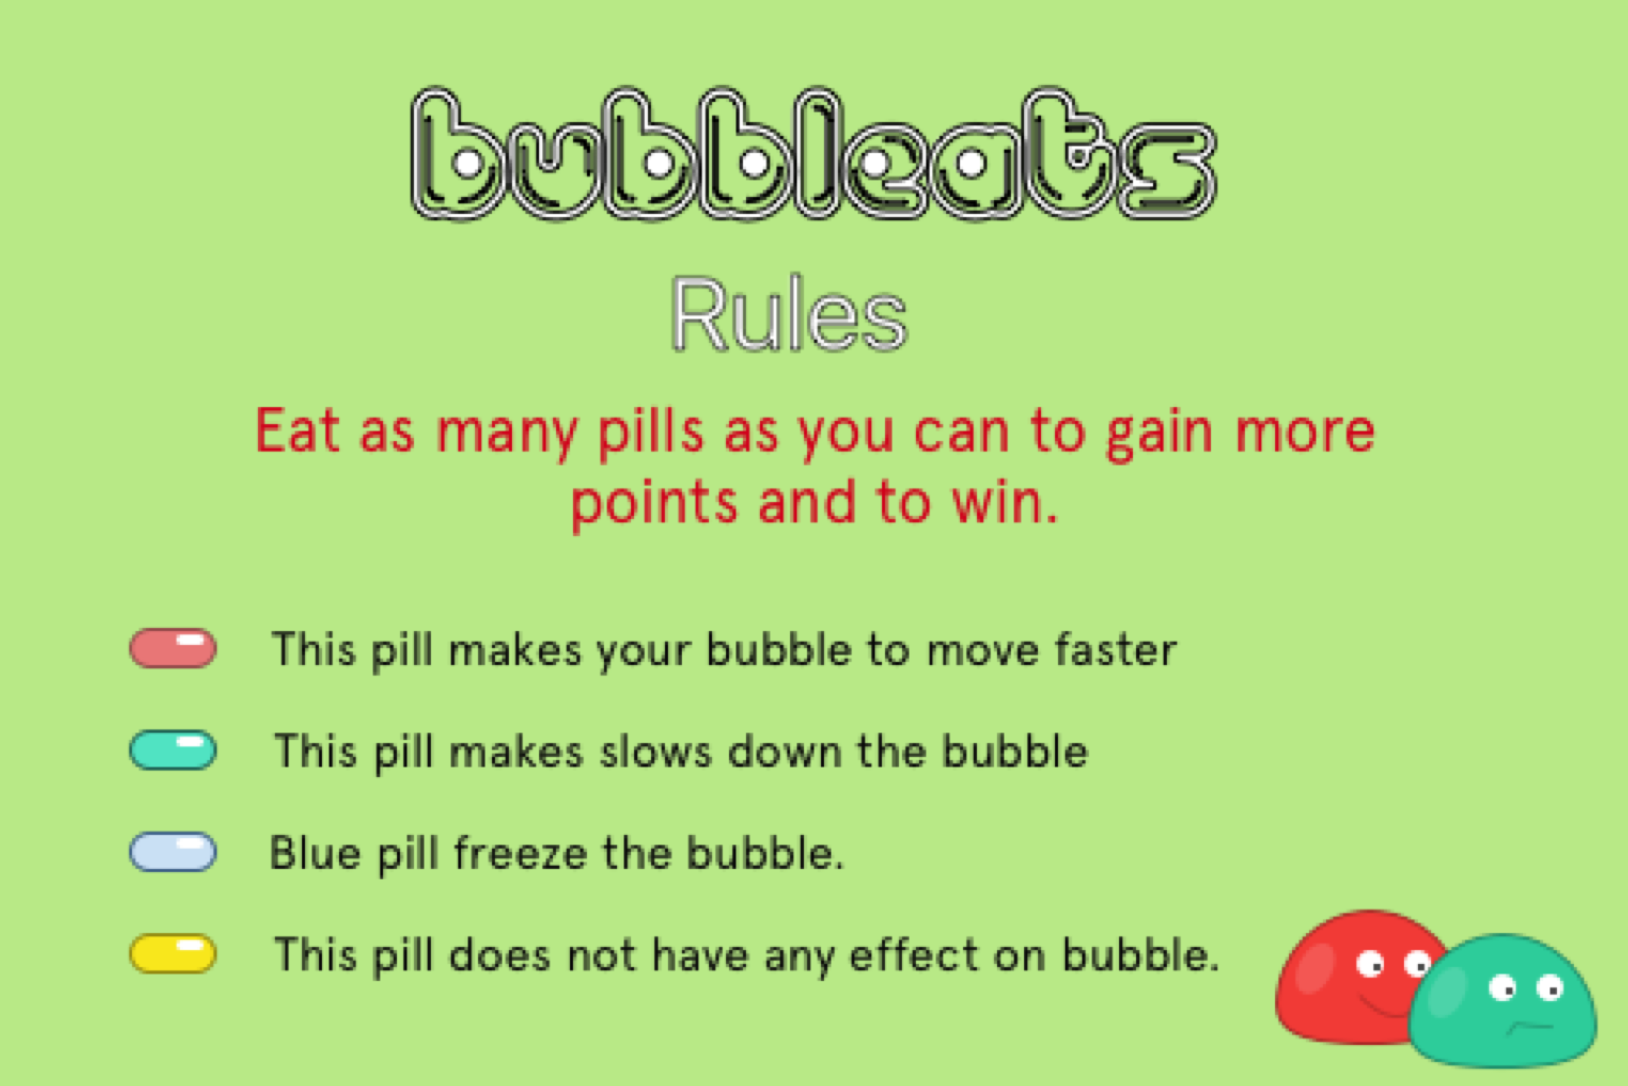 bubbleats
Rules
Eat as many pills as you can to gain more
points and to win.
This pill makes your bubble to move faster
This pill makes slows down the bubble
Blue pill freeze the bubble.
This pill does not have any effect on bubble.